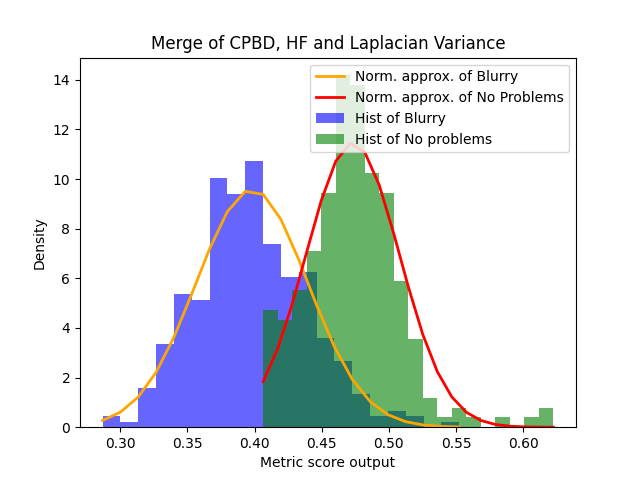 Merge of CPBD, HF and Laplacian Variance
Norm. approx. of Blurry
Norm. approx. of No Problems
Hist of Blurry
Hist of No problems
Density
14
12
10
8
6
4
2
0
0.30 0.35 0.40 0.45 0.50 0.55 0.60
Metric score output